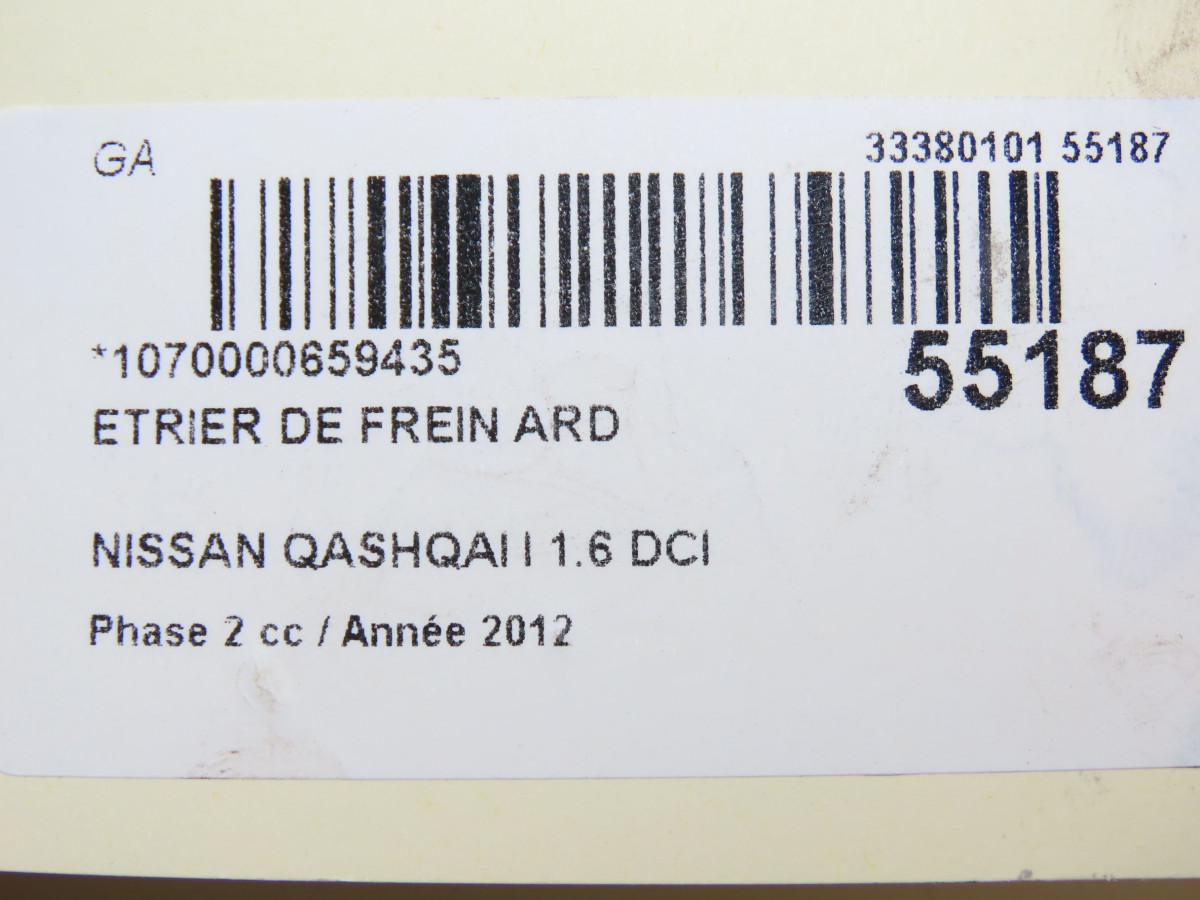 GA
33380101 55187
*1070000659435
55187
ETRIER DE FREIN ARD
NISSAN QASHQAI I 1.6 DCI
Phase 2 cc / Année 2012